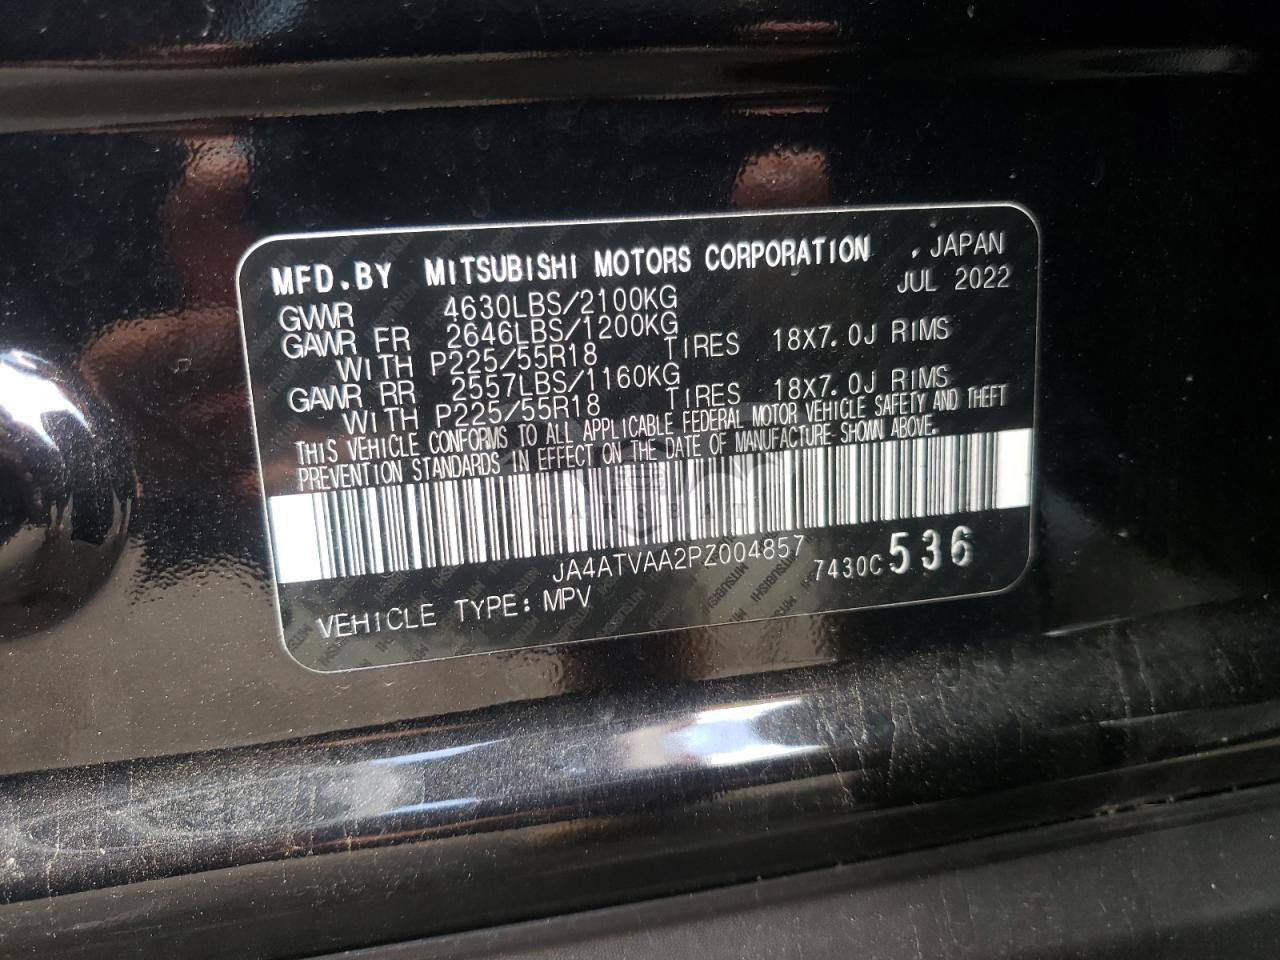 MFD.BY MITSUBISHI MOTORS CORPORATION , JAPAN
JUL 2022
GVWR 4630LBS/2100KG
GAWR FR 2646LBS/1200KG
WITH P225/55R18 TIRES 18X7.0J RIMS
GAWR RR 2557LBS/1160KG
WITH P225/55R18 TIRES 18X7.0J RIMS
THIS VEHICLE CONFORMS TO ALL APPLICABLE FEDERAL MOTOR VEHICLE SAFETY AND THEFT
PREVENTION STANDARDS IN EFFECT ON THE DATE OF MANUFACTURE SHOWN ABOVE.
CARSBAT
JA4ATVAA2PZ004857 7430C 536
VEHICLE TYPE: MPV